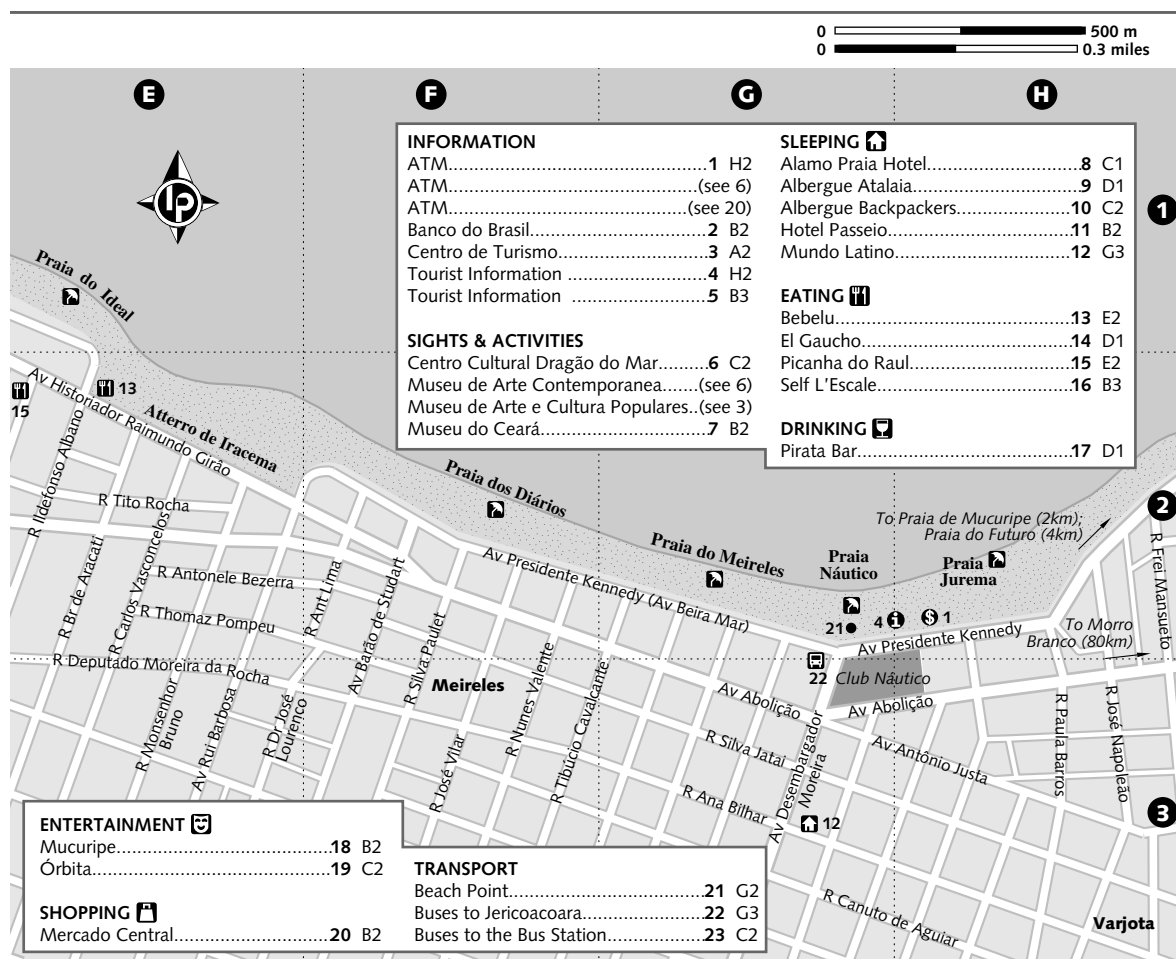 0 500 m
0 0.3 miles
E F G H
INFORMATION
ATM...1 H2
ATM...(see 6)
ATM...(see 20)
Banco do Brasil...2 B2
Centro de Turismo...3 A2
Tourist Information ...4 H2
Tourist Information ...5 B3
SIGHTS & ACTIVITIES
Centro Cultural Dragão do Mar...6 C2
Museu de Arte Contemporanea...(see 6)
Museu de Arte e Cultura Populares..(see 3)
Museu do Ceará...7 B2
SLEEPING
Alamo Praia Hotel...8 C1
Albergue Atalaia...9 D1
Albergue Backpackers...10 C2
Hotel Passeio...11 B2
Mundo Latino...12 G3
EATING
Bebelu...13 E2
El Gaucho...14 D1
Picanha do Raul...15 E2
Self L'Escale...16 B3
DRINKING
Pirata Bar...17 D1
1
lp
Praia do Ideal
13
15
Av Historiador Raimundo Girão
Atterro de Iracema
R Ildefonso Albano
R Tito Rocha
R Br de Aracati
R Carlos Vasconcelos
R Antonele Bezerra
R Thomaz Pompeu
R Deputado Moreira da Rocha
R Ant Lima
Av Barão de Studart
R Silva Paulet
Praia dos Diários
Av Presidente Kennedy (Av Beira Mar)
Praia do Meireles
Praia
Náutico
Praia
Jurema
To Praia de Mucuripe (2km);
Praia do Futuro (4km)
2
R Frei Mansueto
21
4
1
Av Presidente Kennedy
To Morro
Branco (80km)
22 Club Náutico
Meireles
R Monsenhor
Bruno
Av Rui Barbosa
R Dr José
Lourenço
R José Vilar
R Nunes Valente
R Tibúcio Cavalcante
Av Abolição
Av Abolição
R Silva Jatai
R Ana Bilhar
Av Desembargador
Moreira
Av Antônio Justa
R Paula Barros
R José Napoleão
12
3
R Canuto de Aguiar
Varjota
ENTERTAINMENT
Mucuripe...18 B2
Órbita...19 C2
SHOPPING
Mercado Central...20 B2
TRANSPORT
Beach Point...21 G2
Buses to Jericoacoara...22 G3
Buses to the Bus Station...23 C2